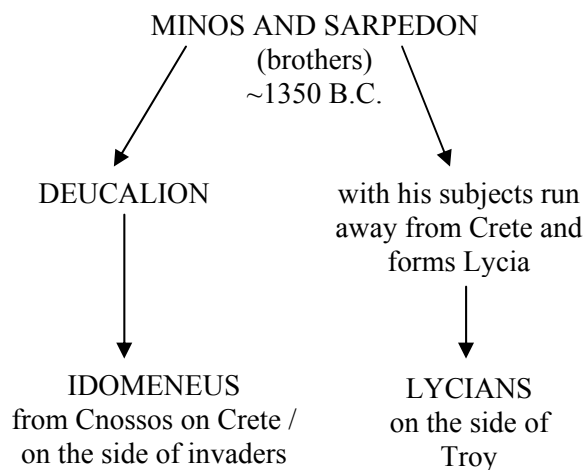 MINOS AND SARPEDON
(brothers)
~1350 B.C.
DEUCALION
with his subjects run
away from Crete and
forms Lycia
IDOMENEUS
from Cnossos on Crete /
on the side of invaders
LYCIANS
on the side of
Troy